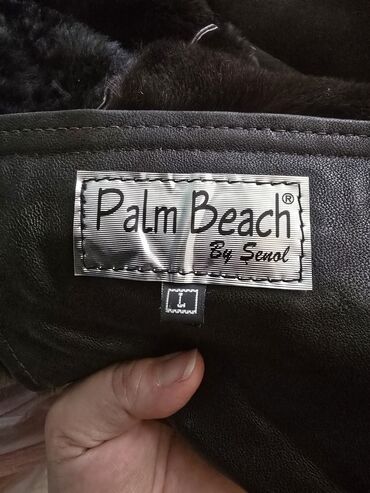 Palm Beach®
By Şenol
L